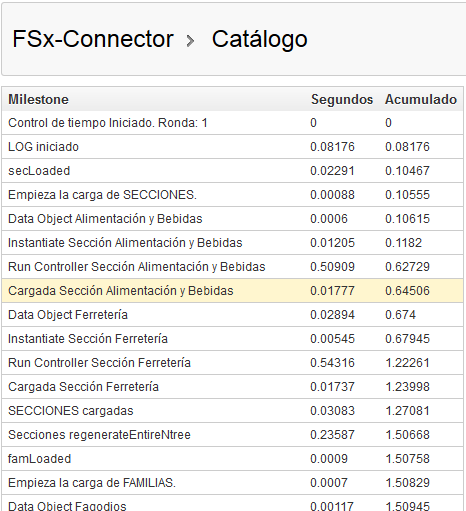 FSx-Connector > Catálogo
Milestone Segundos Acumulado
Control de tiempo Iniciado. Ronda: 1 0 0
LOG iniciado 0.08176 0.08176
secLoaded 0.02291 0.10467
Empieza la carga de SECCIONES. 0.00088 0.10555
Data Object Alimentación y Bebidas 0.0006 0.10615
Instantiate Sección Alimentación y Bebidas 0.01205 0.1182
Run Controller Sección Alimentación y Bebidas 0.50909 0.62729
Cargada Sección Alimentación y Bebidas 0.01777 0.64506
Data Object Ferretería 0.02894 0.674
Instantiate Sección Ferretería 0.00545 0.67945
Run Controller Sección Ferretería 0.54316 1.22261
Cargada Sección Ferretería 0.01737 1.23998
SECCIONES cargadas 0.03083 1.27081
Secciones regenerateEntireNtree 0.23587 1.50668
famLoaded 0.0009 1.50758
Empieza la carga de FAMILIAS. 0.0007 1.50829
Data Object Fagodios 0.00117 1.50945